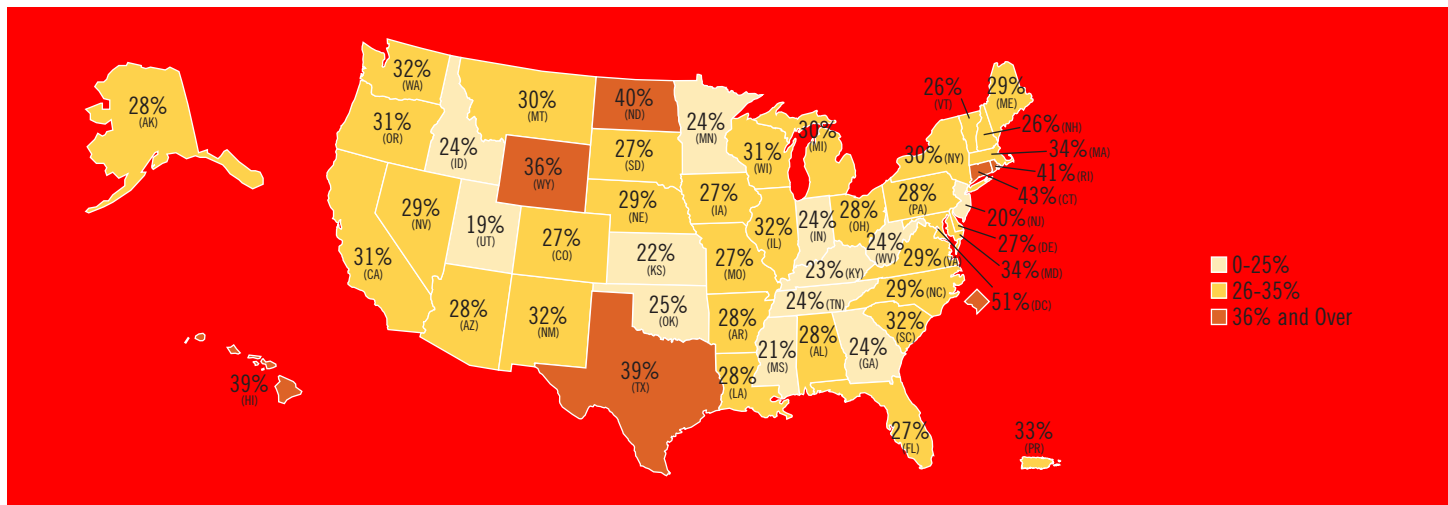 28%
(AK)
32%
(WA)
31%
(OR)
24%
(ID)
30%
(MT)
40%
(ND)
24%
(MN)
36%
(WY)
27%
(SD)
31%
(WI)
30%
(MI)
30% (NY)
26%
(VT)
29%
(ME)
26% (NH)
34% (MA)
41% (RI)
43% (CT)
20% (NJ)
27% (DE)
34% (MD)
51% (DC)
29%
(NV)
19%
(UT)
27%
(CO)
29%
(NE)
27%
(IA)
32%
(IL)
24%
(IN)
28%
(OH)
28%
(PA)
24%
(WV)
29% (VA)
31%
(CA)
22%
(KS)
27%
(MO)
23% (KY)
28%
(AZ)
32%
(NM)
25%
(OK)
28%
(AR)
24% (TN)
29% (NC)
32%
(SC)
39%
(TX)
28%
(LA)
21%
(MS)
28%
(AL)
24%
(GA)
27%
(FL)
39%
(HI)
33%
(PR)
0-25%
26-35%
36% and Over